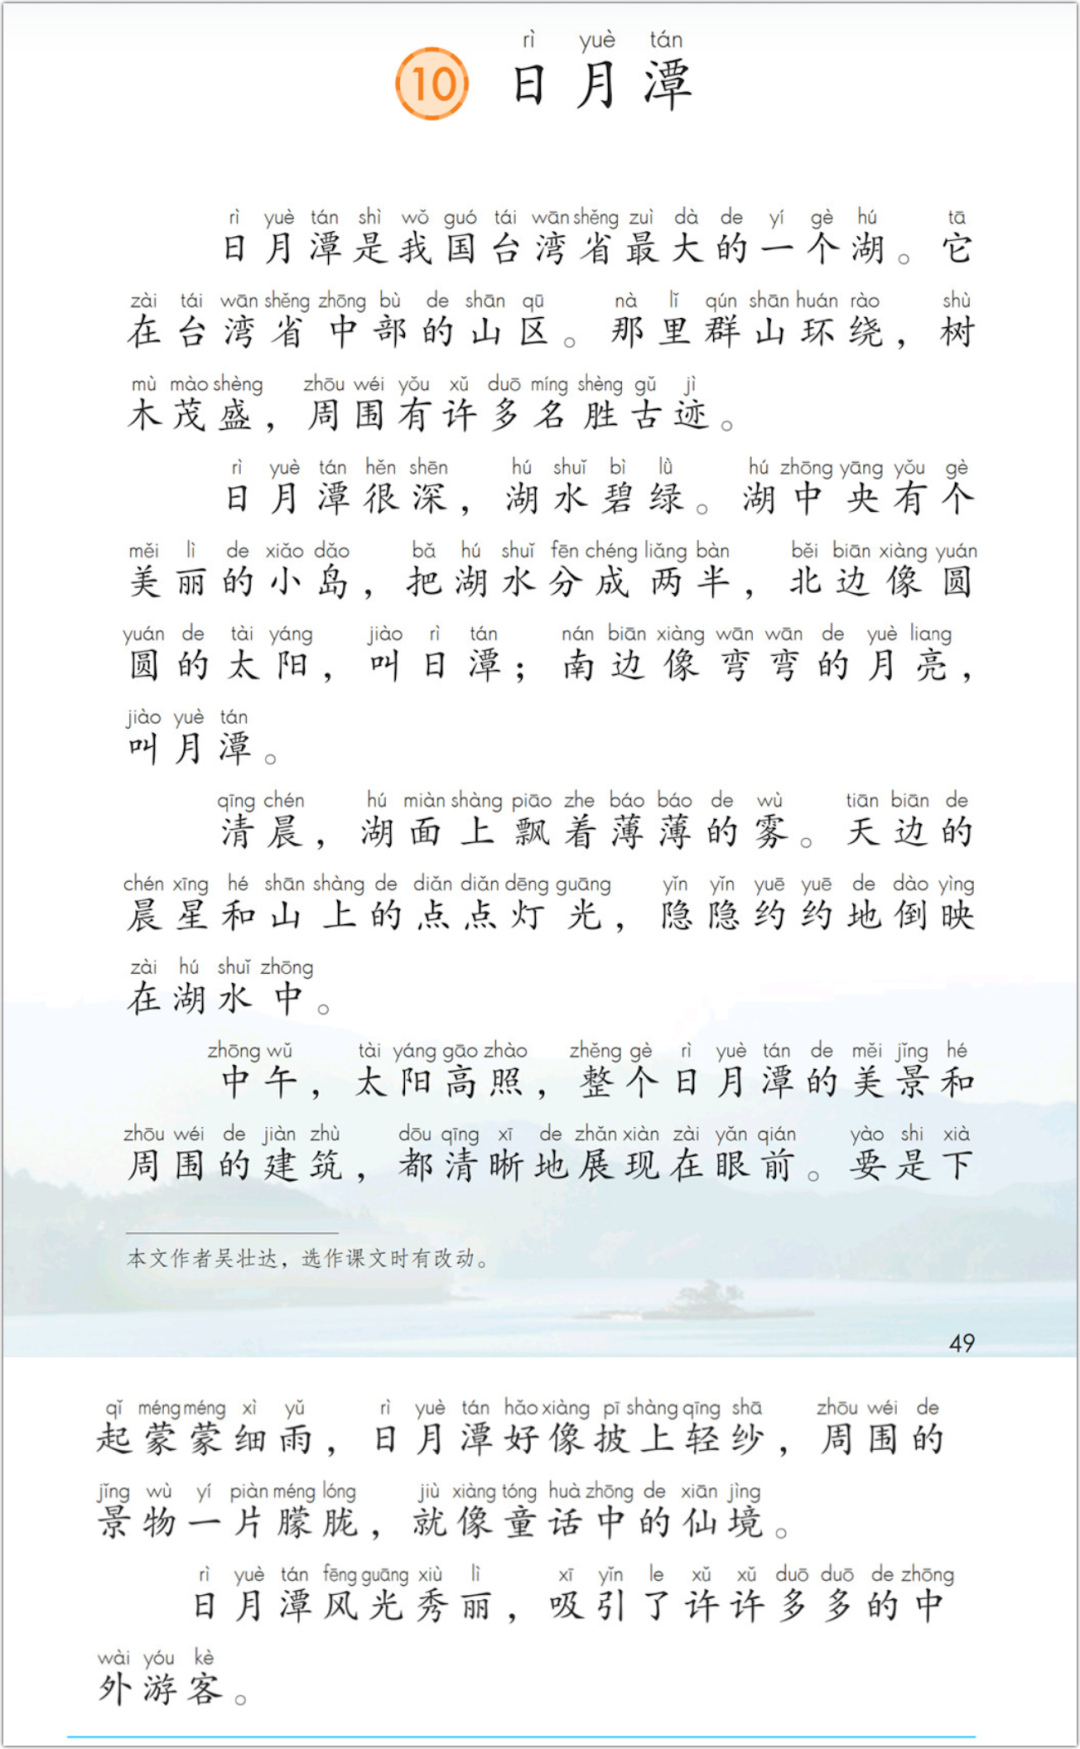 rì yuè tán
10 日月潭
rì yuè tán shì wǒ guó tái wān shěng zuì dà de yí gè hú tā
日月潭是我国台湾省最大的一个湖。它
zài tái wān shěng zhōng bù de shān qū nà lǐ qún shān huán rào shù
在台湾省中部的山区。那里群山环绕，树
mù mào shèng zhōu wéi yǒu xǔ duō míng shèng gǔ jì
木茂盛，周围有许多名胜古迹。
rì yuè tán hěn shēn hú shuǐ bì lǜ hú zhōng yāng yǒu gè
日月潭很深，湖水碧绿。湖中央有个
měi lì de xiǎo dǎo bǎ hú shuǐ fēn chéng liǎng bàn běi biān xiàng yuán
美丽的小岛，把湖水分成两半，北边像圆
yuán de tài yáng jiào rì tán nán biān xiàng wān wān de yuè liang
圆的太阳，叫日潭；南边像弯弯的月亮，
jiào yuè tán
叫月潭。
qīng chén hú miàn shàng piāo zhe báo báo de wù tiān biān de
清晨，湖面上飘着薄薄的雾。天边的
chén xīng hé shān shàng de diǎn diǎn dēng guāng yǐn yǐn yuē yuē de dào yìng
晨星和山上的点点灯光，隐隐约约地倒映
zài hú shuǐ zhōng
在湖水中。
zhōng wǔ tài yáng gāo zhào zhěng gè rì yuè tán de měi jǐng hé
中午，太阳高照，整个日月潭的美景和
zhōu wéi de jiàn zhù dōu qīng xī de zhǎn xiàn zài yǎn qián yào shi xià
周围的建筑，都清晰地展现在眼前。要是下
本文作者吴壮达，选作课文时有改动。
49
qǐ méng méng xì yǔ rì yuè tán hǎo xiàng pī shàng qīng shā zhōu wéi de
起蒙蒙细雨，日月潭好像披上轻纱，周围的
jǐng wù yí piàn méng lóng jiù xiàng tóng huà zhōng de xiān jìng
景物一片朦胧，就像童话中的仙境。
rì yuè tán fēng guāng xiù lì xī yǐn le xǔ xǔ duō duō de zhōng
日月潭风光秀丽，吸引了许许多多的中
wài yóu kè
外游客。